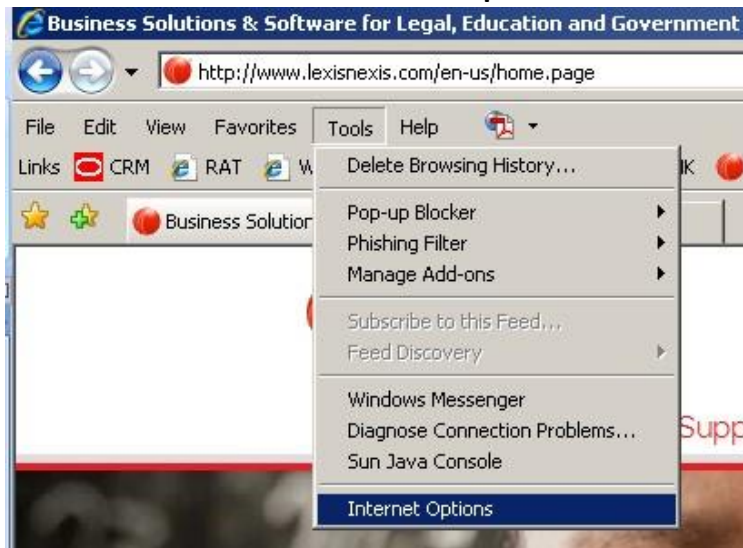 Business Solutions & Software for Legal, Education and Government
http://www.lexisnexis.com/en-us/home.page
File Edit View Favorites Tools Help
Links CRM RAT
Delete Browsing History...
Pop-up Blocker
Business Solution
Phishing Filter
Manage Add-ons
Subscribe to this Feed...
Feed Discovery
Windows Messenger
Diagnose Connection Problems...
Supp
Sun Java Console
Internet Options